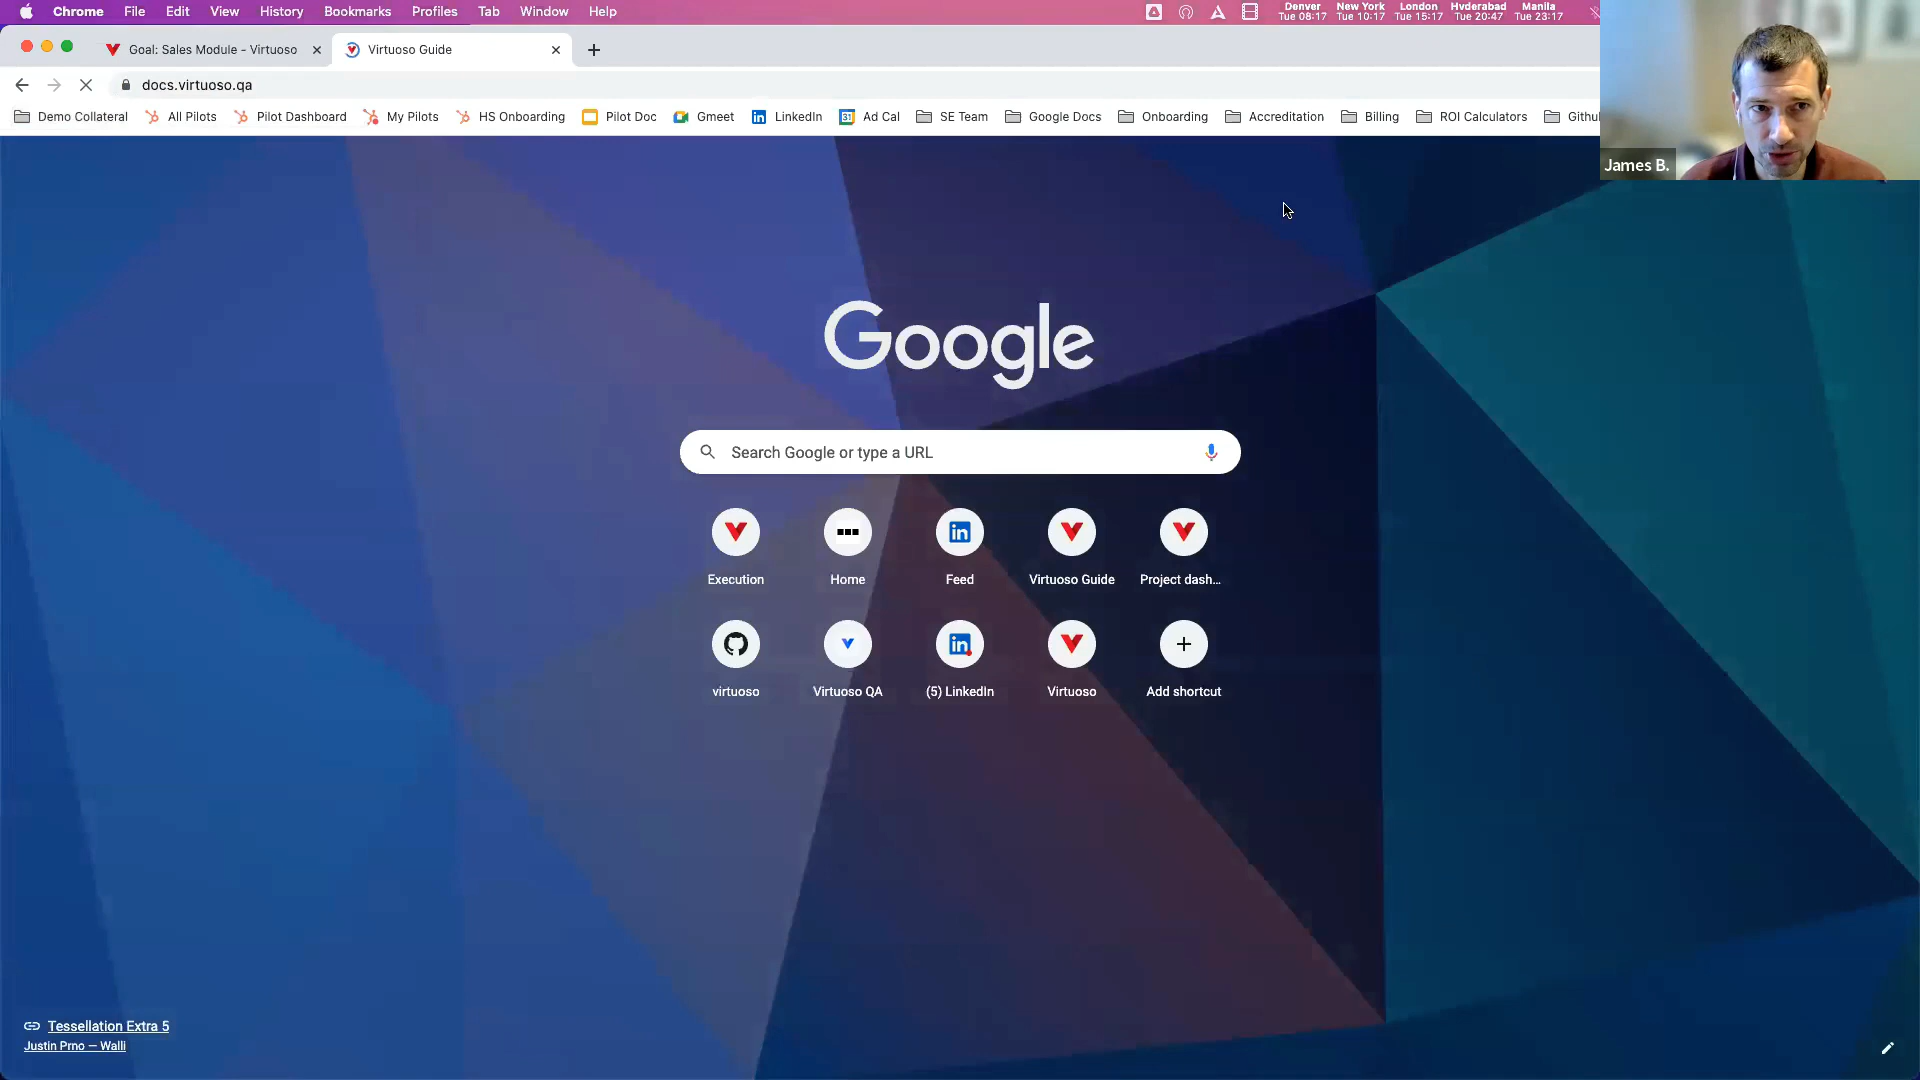 Chrome File Edit View History Bookmarks Profiles Tab Window Help
Denver New York London Hyderabad Manila
Tue 08:17 Tue 10:17 Tue 15:17 Tue 20:47 Tue 23:17
Goal: Sales Module - Virtuoso
Virtuoso Guide
docs.virtuoso.qa
Demo Collateral All Pilots Pilot Dashboard My Pilots HS Onboarding Pilot Doc Gmeet LinkedIn Ad Cal SE Team Google Docs Onboarding Accreditation Billing ROI Calculators Githu
James B.
Google
Search Google or type a URL
Execution Home Feed Virtuoso Guide Project dash...
virtuoso Virtuoso QA (5) LinkedIn Virtuoso Add shortcut
Tessellation Extra 5
Justin Prno — Walli